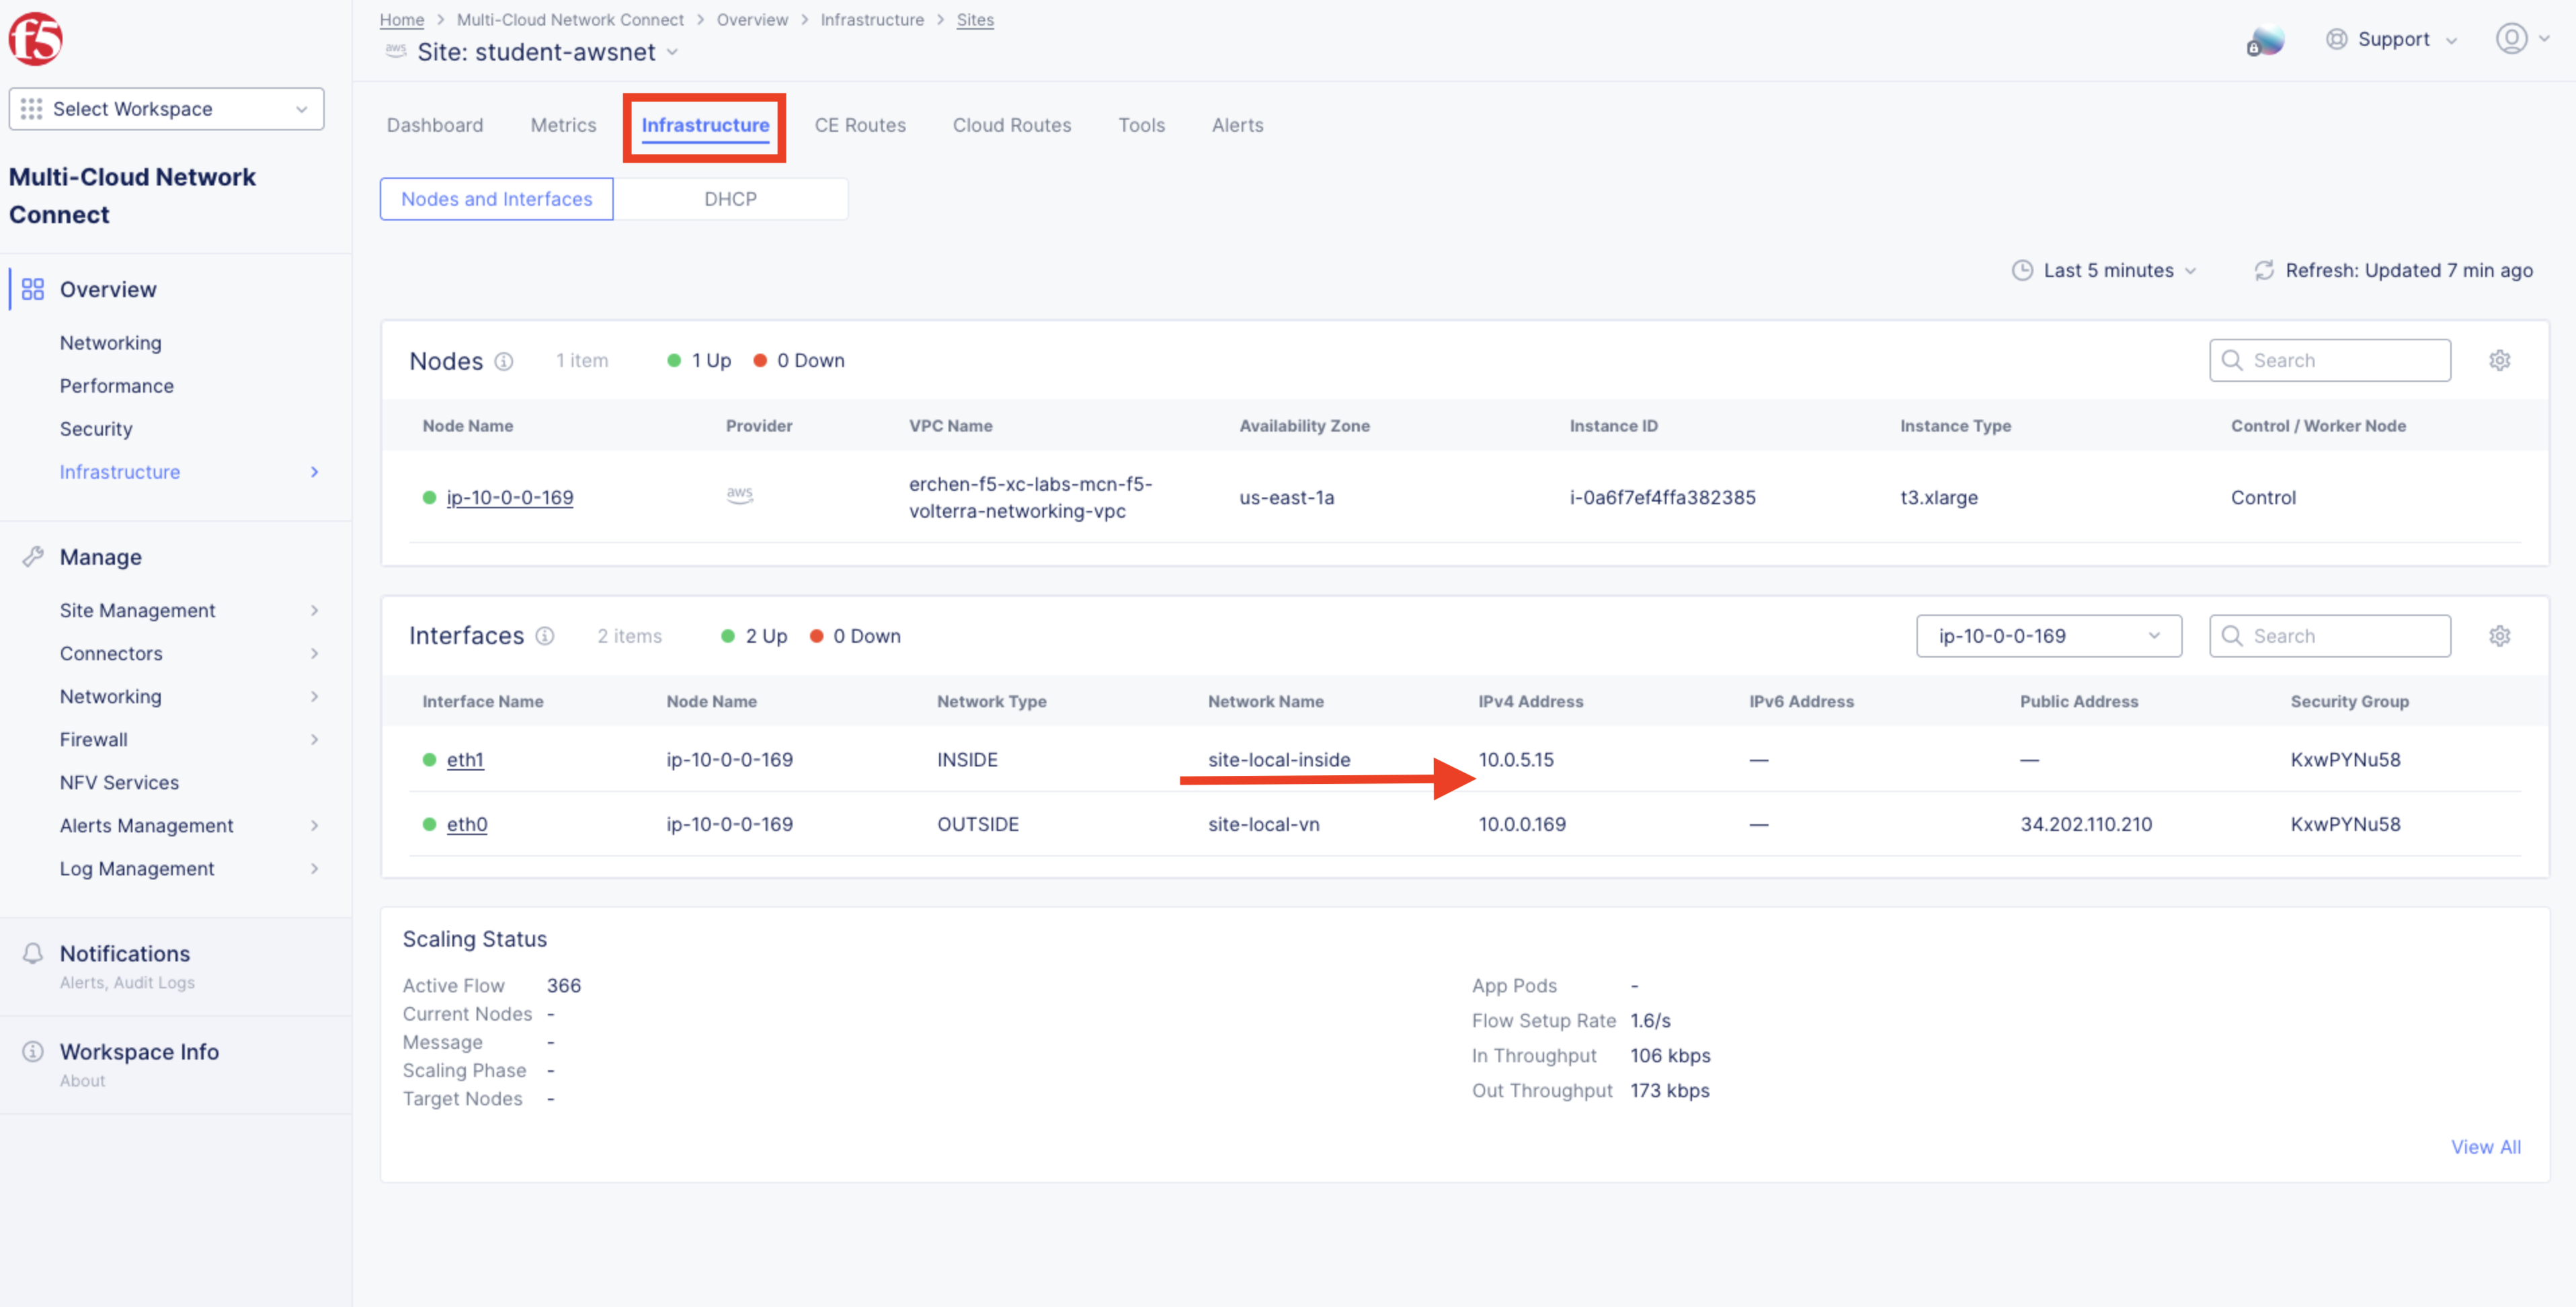 f5
Home > Multi-Cloud Network Connect > Overview > Infrastructure > Sites
aws Site: student-awsnet
Support
Select Workspace
Multi-Cloud Network
Connect
Overview
Networking
Performance
Security
Infrastructure
Manage
Site Management
Connectors
Networking
Firewall
NFV Services
Alerts Management
Log Management
Notifications
Alerts, Audit Logs
Workspace Info
About
Dashboard Metrics Infrastructure CE Routes Cloud Routes Tools Alerts
Nodes and Interfaces DHCP
Last 5 minutes Refresh: Updated 7 min ago
Nodes 1 item 1 Up 0 Down Search
Node Name Provider VPC Name Availability Zone Instance ID Instance Type Control / Worker Node
ip-10-0-0-169 aws erchen-f5-xc-labs-mcn-f5- us-east-1a i-0a6f7ef4ffa382385 t3.xlarge Control
volterra-networking-vpc
Interfaces 2 items 2 Up 0 Down ip-10-0-0-169 Search
Interface Name Node Name Network Type Network Name IPv4 Address IPv6 Address Public Address Security Group
eth1 ip-10-0-0-169 INSIDE site-local-inside 10.0.5.15 — — KxwPYNu58
eth0 ip-10-0-0-169 OUTSIDE site-local-vn 10.0.0.169 — 34.202.110.210 KxwPYNu58
Scaling Status
Active Flow 366
Current Nodes -
Message -
Scaling Phase -
Target Nodes -
App Pods -
Flow Setup Rate 1.6/s
In Throughput 106 kbps
Out Throughput 173 kbps
View All